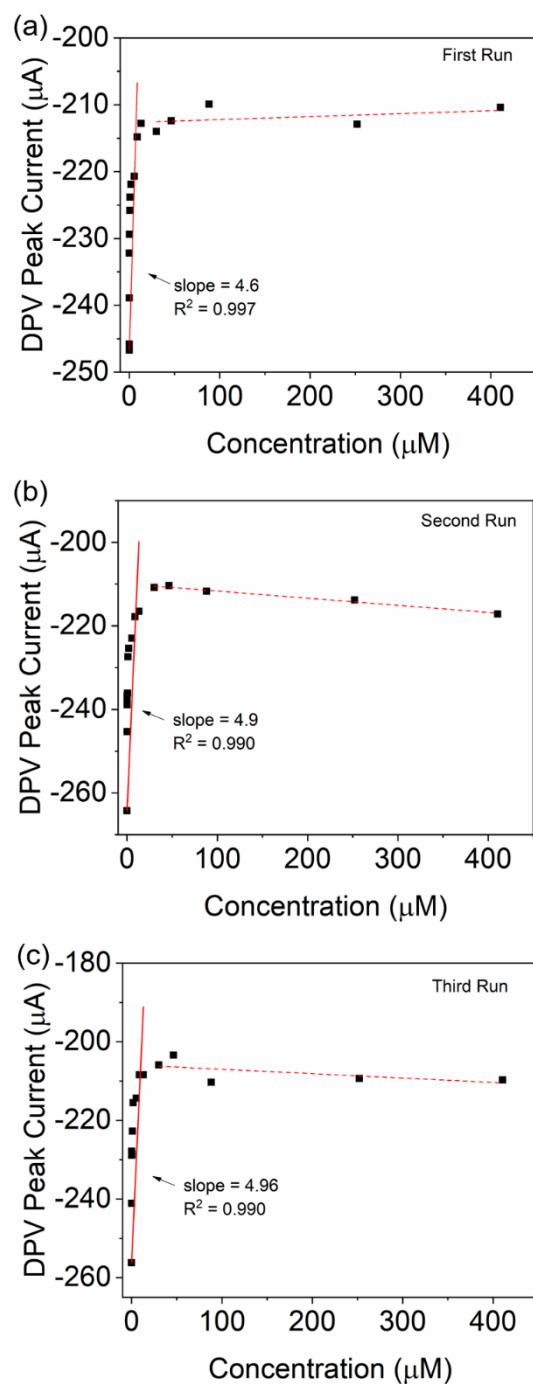 (a)
First Run
DPV Peak Current (μA)
-200
-210
-220
-230
-240
-250
slope = 4.6
R² = 0.997
0
100
200
300
400
Concentration (μM)
(b)
Second Run
DPV Peak Current (μA)
-200
-220
-240
-260
slope = 4.9
R² = 0.990
0
100
200
300
400
Concentration (μM)
(c)
Third Run
DPV Peak Current (μA)
-180
-200
-220
-240
-260
slope = 4.96
R² = 0.990
0
100
200
300
400
Concentration (μM)